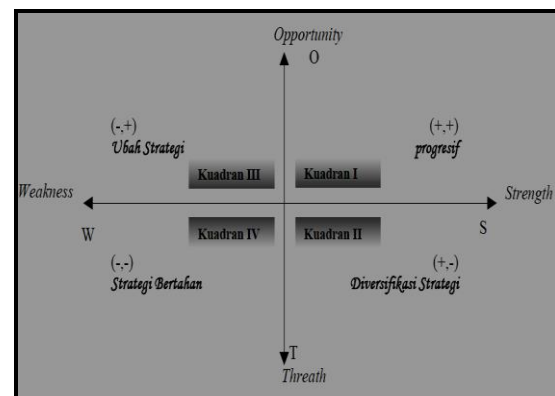 Opportunity
O
(-,+)
Ubah Strategi
(+,+)
progresif
Kuadran III
Kuadran I
Weakness
Strength
W
Kuadran IV
Kuadran II
S
(-,-)
Strategi Bertahan
(+,-)
Diversifikasi Strategi
T
Threath